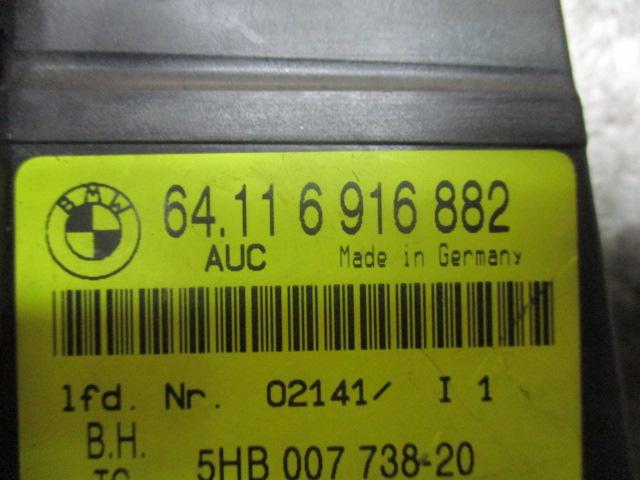 BMW
64.11 6 916 882
AUC Made in Germany
lfd. Nr. 02141/ I 1
B.H. 5HB 007 738-20